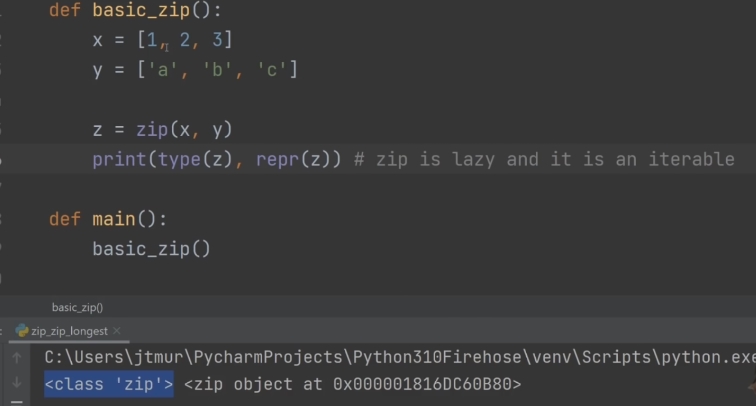 def basic_zip():
    x = [1, 2, 3]
    y = ['a', 'b', 'c']
    z = zip(x, y)
    print(type(z), repr(z)) # zip is lazy and it is an iterable
def main():
    basic_zip()
basic_zip()
zip_zip_longest
C:\Users\jtmur\PycharmProjects\Python310Firehose\venv\Scripts\python.exe
<class 'zip'> <zip object at 0x000001816DC60B80>